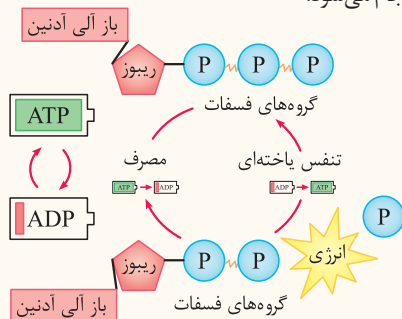 باز آلی آدنین
ریبوز
P P P
گروه‌های فسفات
ATP
مصرف
تنفس یاخته‌ای
ATP ADP
ADP ATP
ADP
P
انرژی
ریبوز
P P
باز آلی آدنین
گروه‌های فسفات